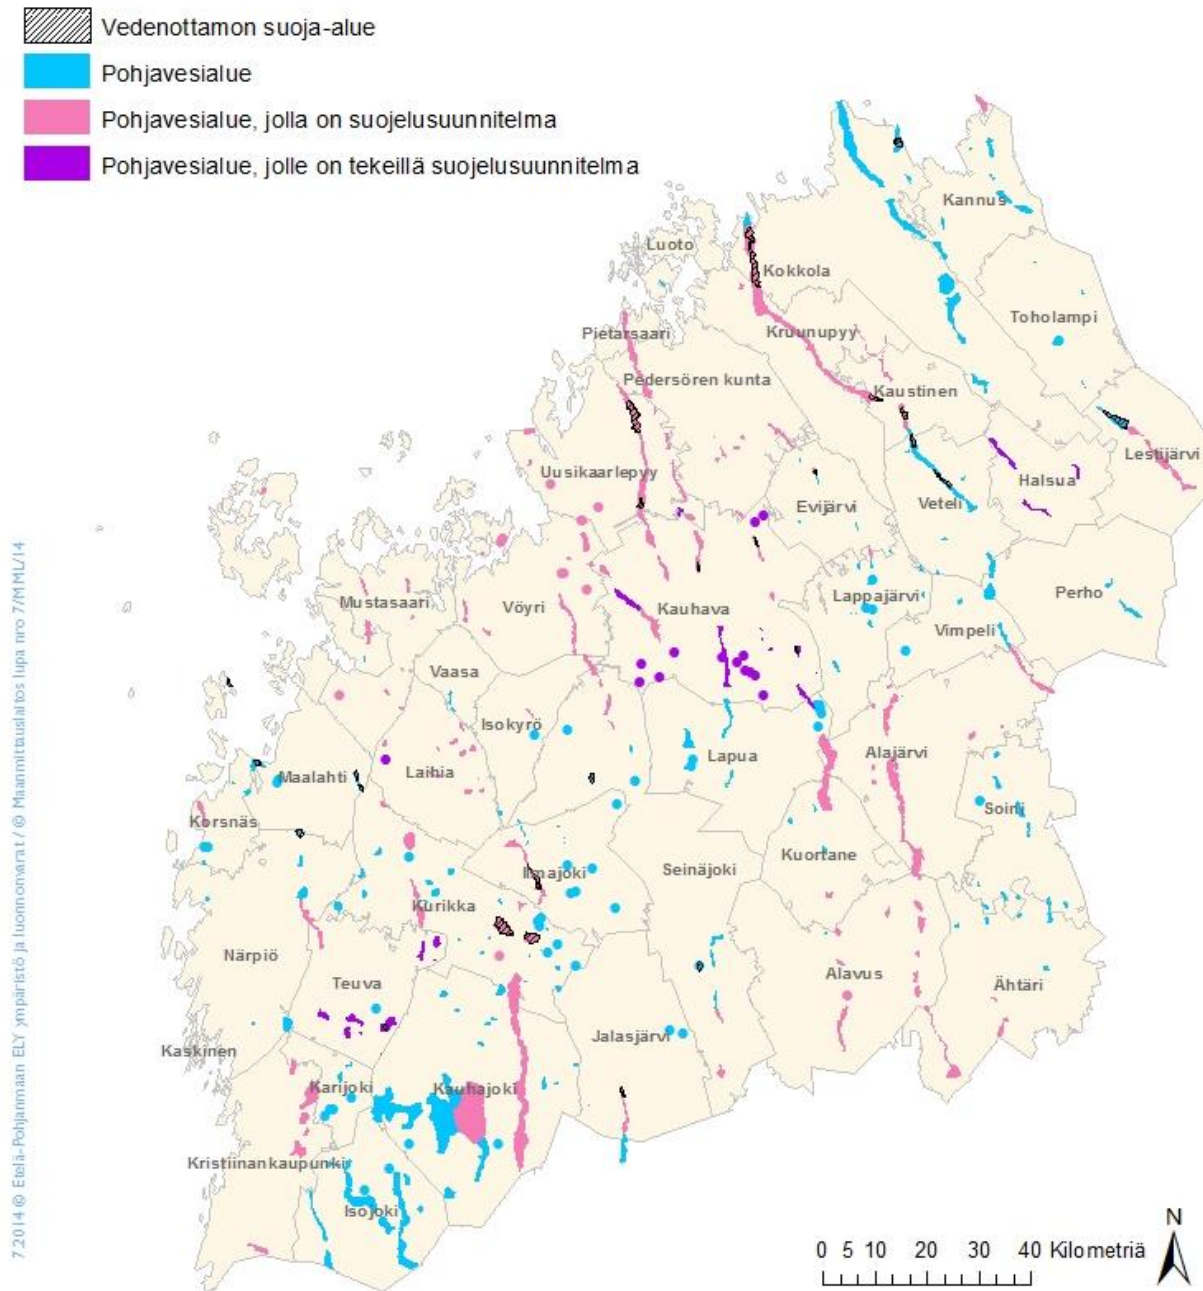 Vedenottamon suoja-alue
Pohjavesialue
Pohjavesialue, jolla on suojelusuunnitelma
Pohjavesialue, jolle on tekeillä suojelusuunnitelma
Kannus
Luoto
Kokkola
Toholampi
Pietarsaari
Kruunupyy
Pedersören kunta
Kaustinen
Lestijärvi
Uusikaarlepyy
Halsua
Evijärvi
Veteli
Perho
Lappajärvi
Mustasaari
Vöyri
Kauhava
Vimpeli
Vaasa
Isokyrö
Lapua
Alajärvi
Maalahti
Laihia
Soini
Korsnäs
Kuortane
Ilmajoki
Seinäjoki
Kurikka
Närpiö
Teuva
Alavus
Ähtäri
Jalasjärvi
Kaskinen
Karijoki
Kauhajoki
Kristiinankaupunki
Isojoki
7.2014 © Etelä-Pohjanmaan ELY ympäristö ja luonnonvarat / © Maanmittauslaitos lupa nro 7/MML/14
N
0 5 10 20 30 40 Kilometriä